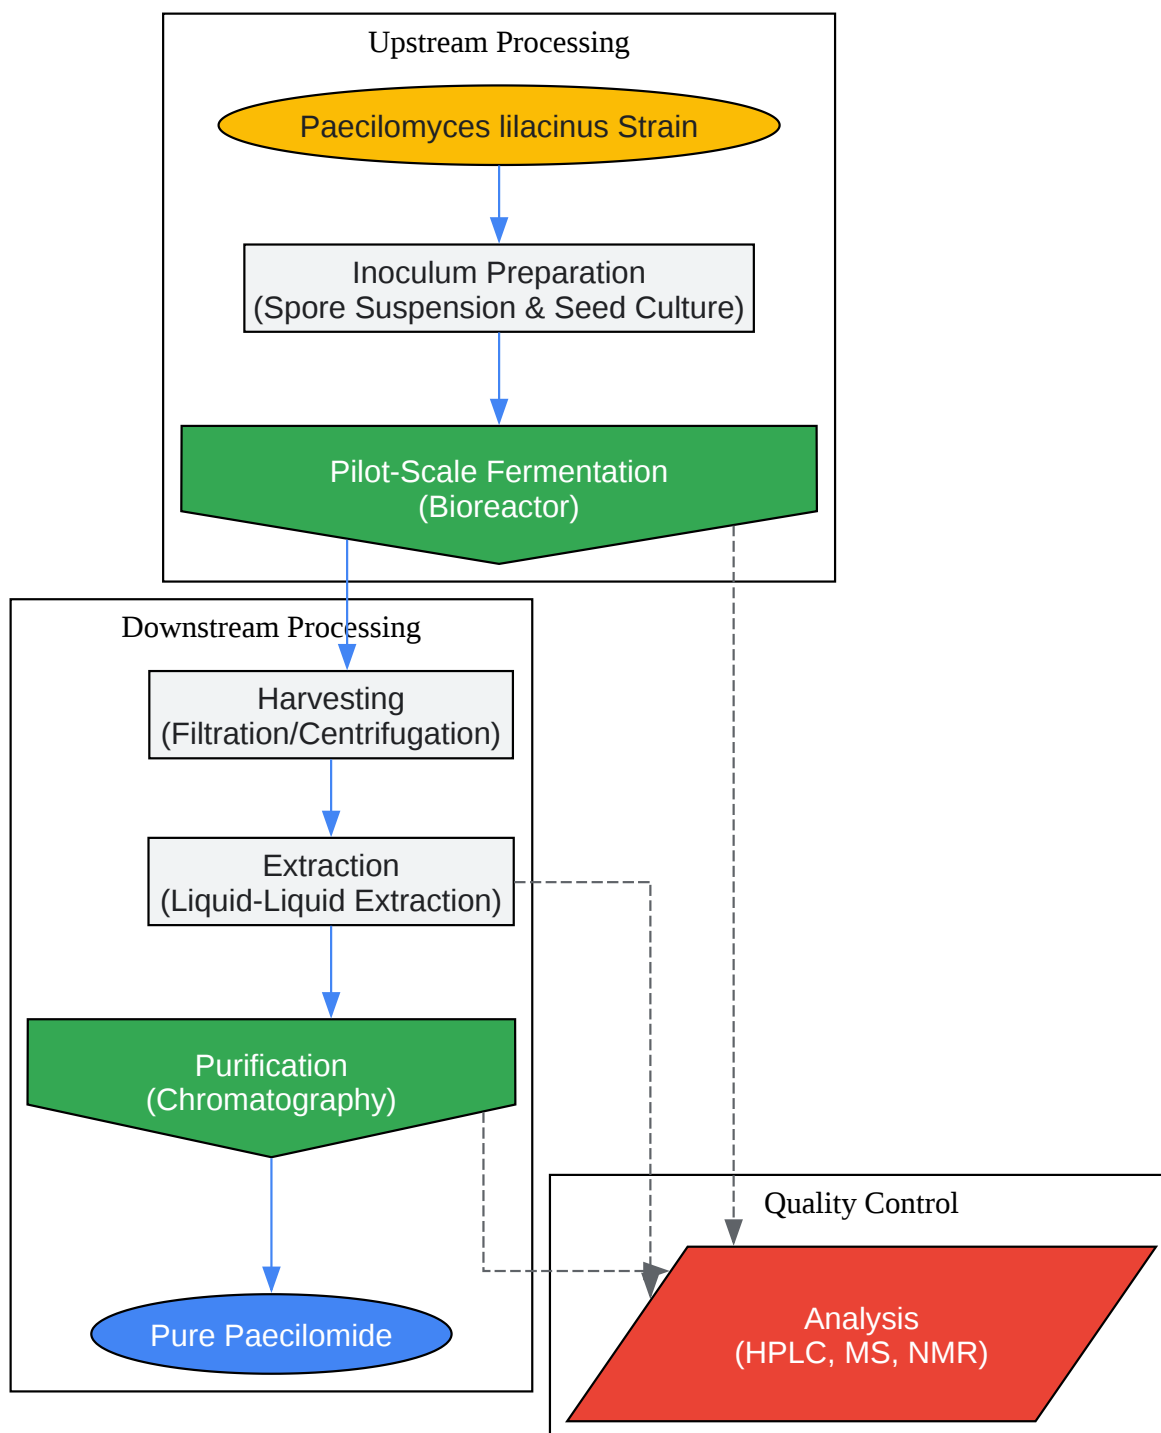 Upstream Processing
Paecilomyces lilacinus Strain
Inoculum Preparation
(Spore Suspension & Seed Culture)
Pilot-Scale Fermentation
(Bioreactor)
Downstream Processing
Harvesting
(Filtration/Centrifugation)
Extraction
(Liquid-Liquid Extraction)
Purification
(Chromatography)
Pure Paecilomide
Quality Control
Analysis
(HPLC, MS, NMR)